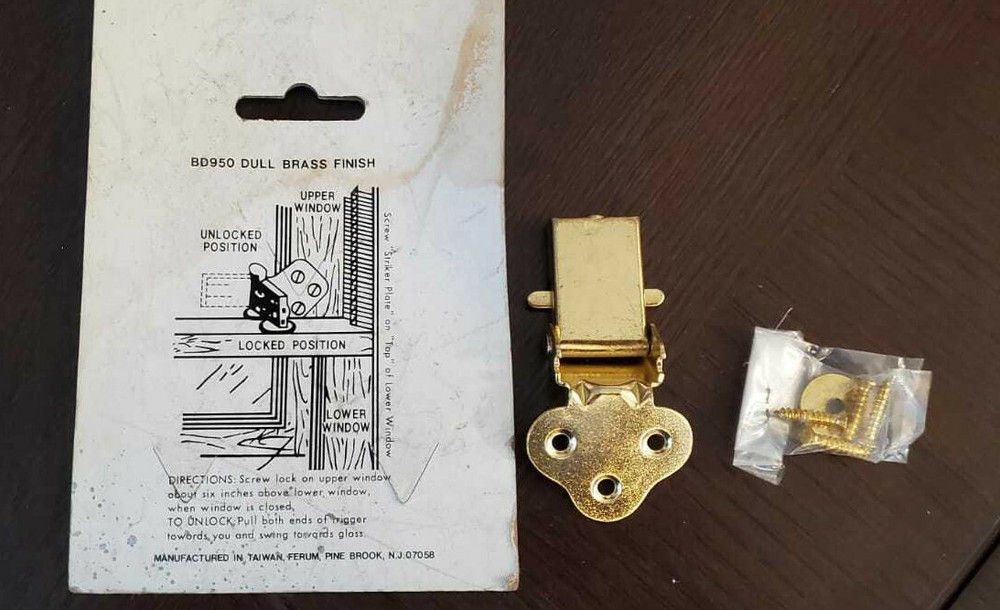 BD950 DULL BRASS FINISH
UPPER
WINDOW
UNLOCKED
POSITION
Screw "Striker Plate" on "Top" of Lower Window
LOCKED POSITION
LOWER
WINDOW
DIRECTIONS: Screw lock on upper window
about six inches above lower window,
when window is closed,
TO UNLOCK: Pull both ends of trigger
towards you and swing towards glass.
MANUFACTURED IN TAIWAN, FERUM, PINE BROOK, N.J. 07058